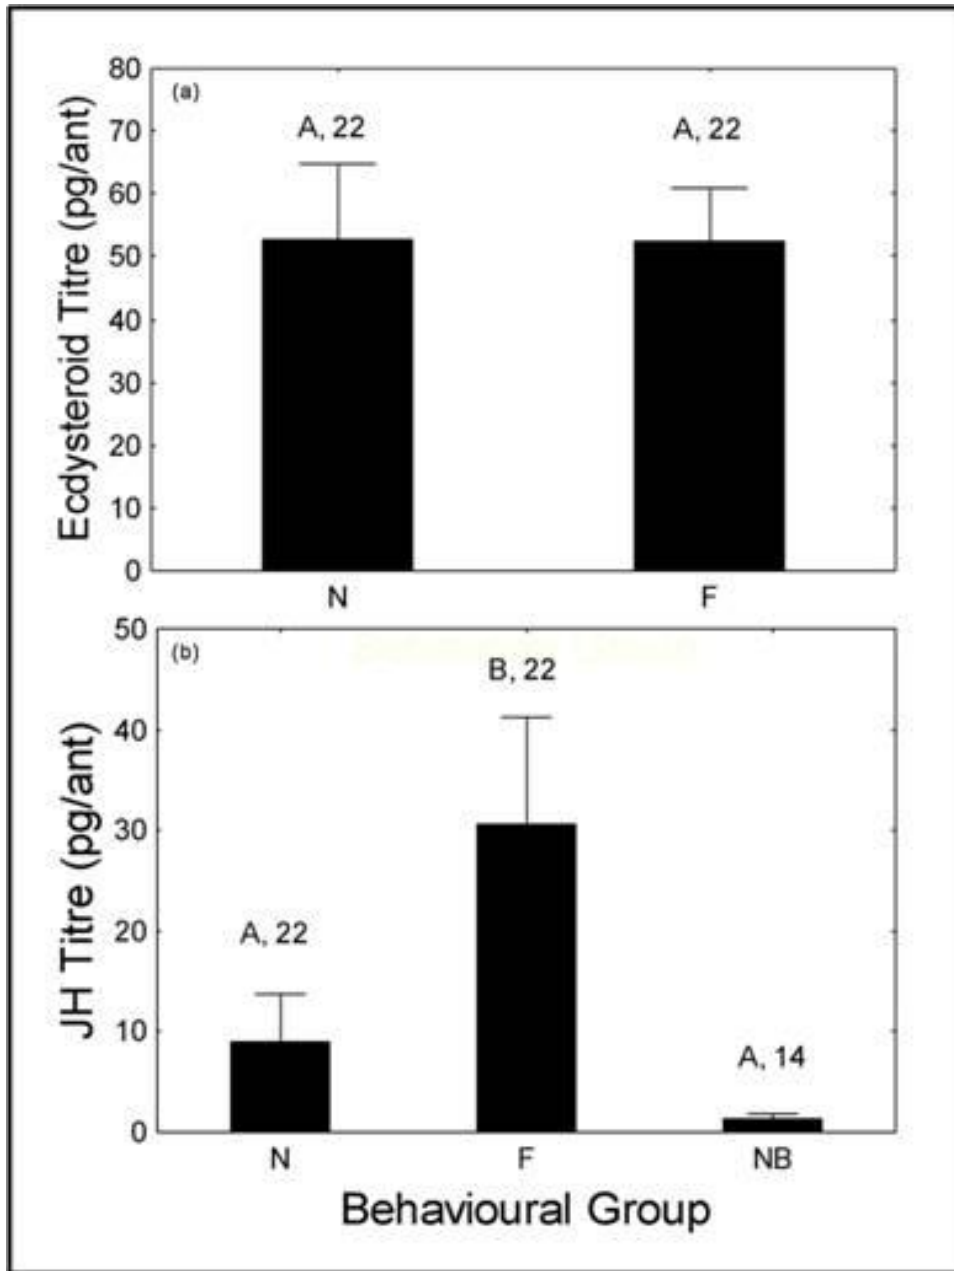 (a)
Ecdysteroid Titre (pg/ant)
80
70
60
50
40
30
20
10
0
A, 22
A, 22
N
F
(b)
JH Titre (pg/ant)
50
40
30
20
10
0
A, 22
B, 22
A, 14
N
F
NB
Behavioural Group